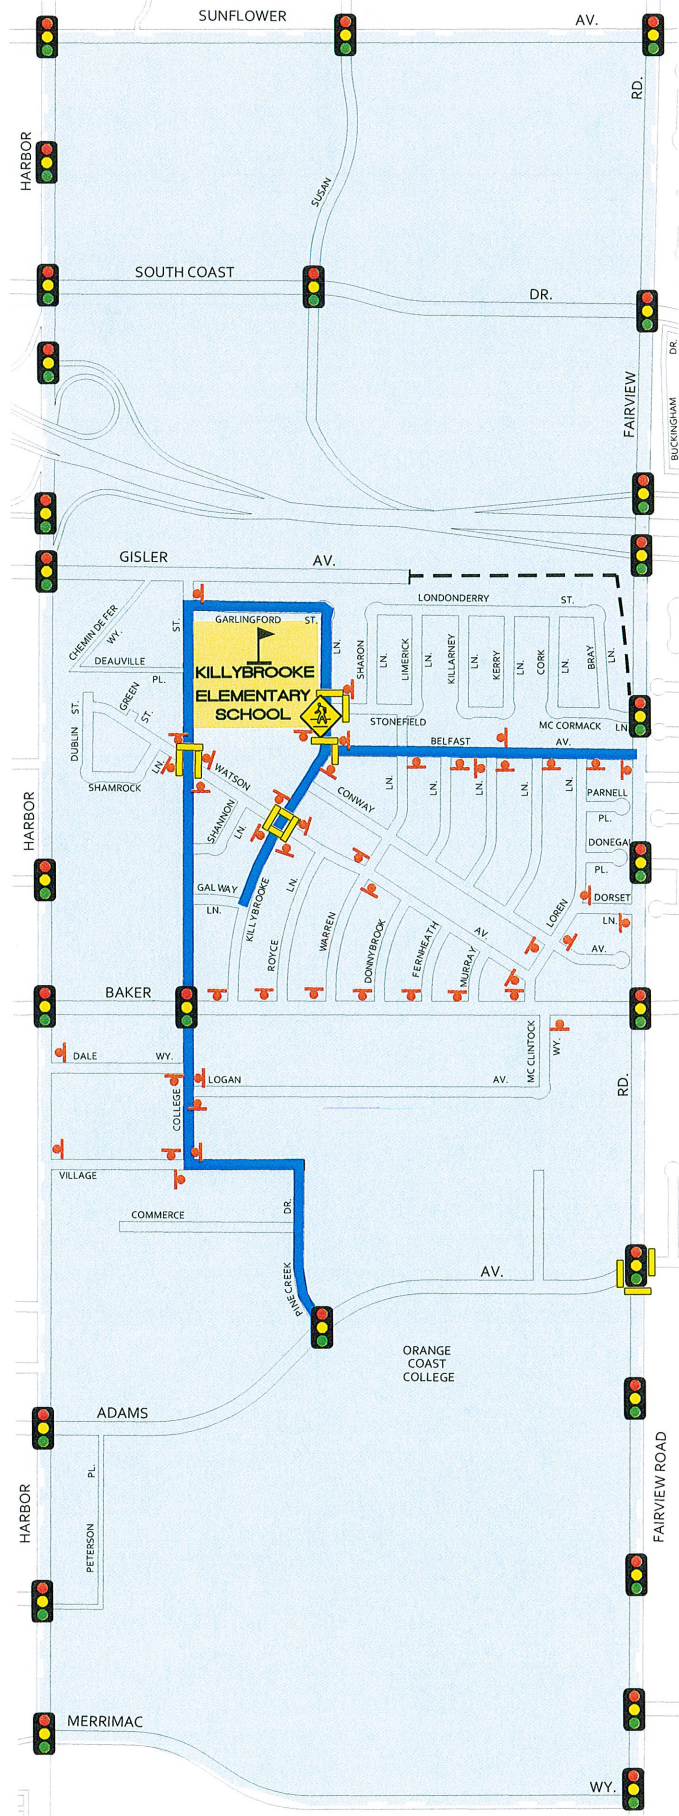 SUNFLOWER AV.
RD.
HARBOR
SUSAN
SOUTH COAST DR.
DR.
FAIRVIEW
BUCKINGHAM
GISLER AV.
LONDONDERRY ST.
CHEMIN DE FER WY.
ST.
GARLINGFORD ST.
LN.
SHARON LN.
LIMERICK LN.
KILLARNEY LN.
KERRY LN.
CORK LN.
BRAY LN.
DEAUVILLE PL.
KILLYBROOKE
ELEMENTARY
SCHOOL
GREEN ST.
DUBLIN ST.
STONEFIELD
MC CORMACK LN.
BELFAST AV.
SHAMROCK LN.
WATSON
CONWAY
LN.
LN.
LN.
LN.
LN.
PARNELL PL.
HARBOR
SHANNON LN.
DONEGAL PL.
GALWAY LN.
KILLYBROOKE LN.
ROYCE
WARREN
DONNYBROOK
FERNHEATH
MURRAY
AV.
LOREN
DORSET LN.
AV.
BAKER
DALE WY.
MC CLINTOCK WY.
LOGAN AV.
RD.
COLLEGE
VILLAGE
COMMERCE
DR.
PINECREEK
AV.
ORANGE
COAST
COLLEGE
ADAMS
PETERSON PL.
HARBOR
FAIRVIEW ROAD
MERRIMAC WY.